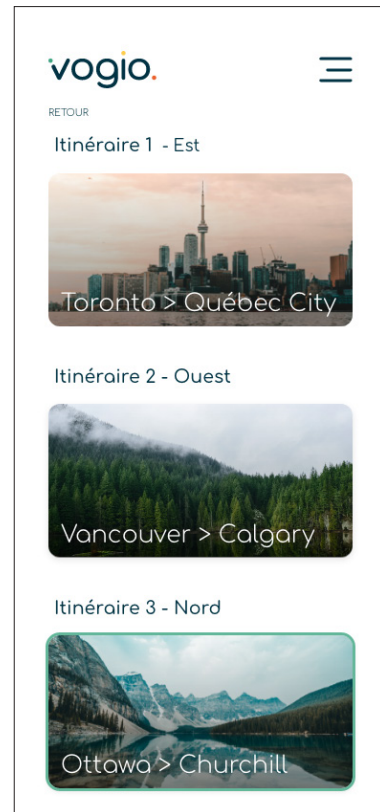 vogio.
RETOUR
Itinéraire 1 - Est
Toronto > Québec City
Itinéraire 2 - Ouest
Vancouver > Calgary
Itinéraire 3 - Nord
Ottawa > Churchill